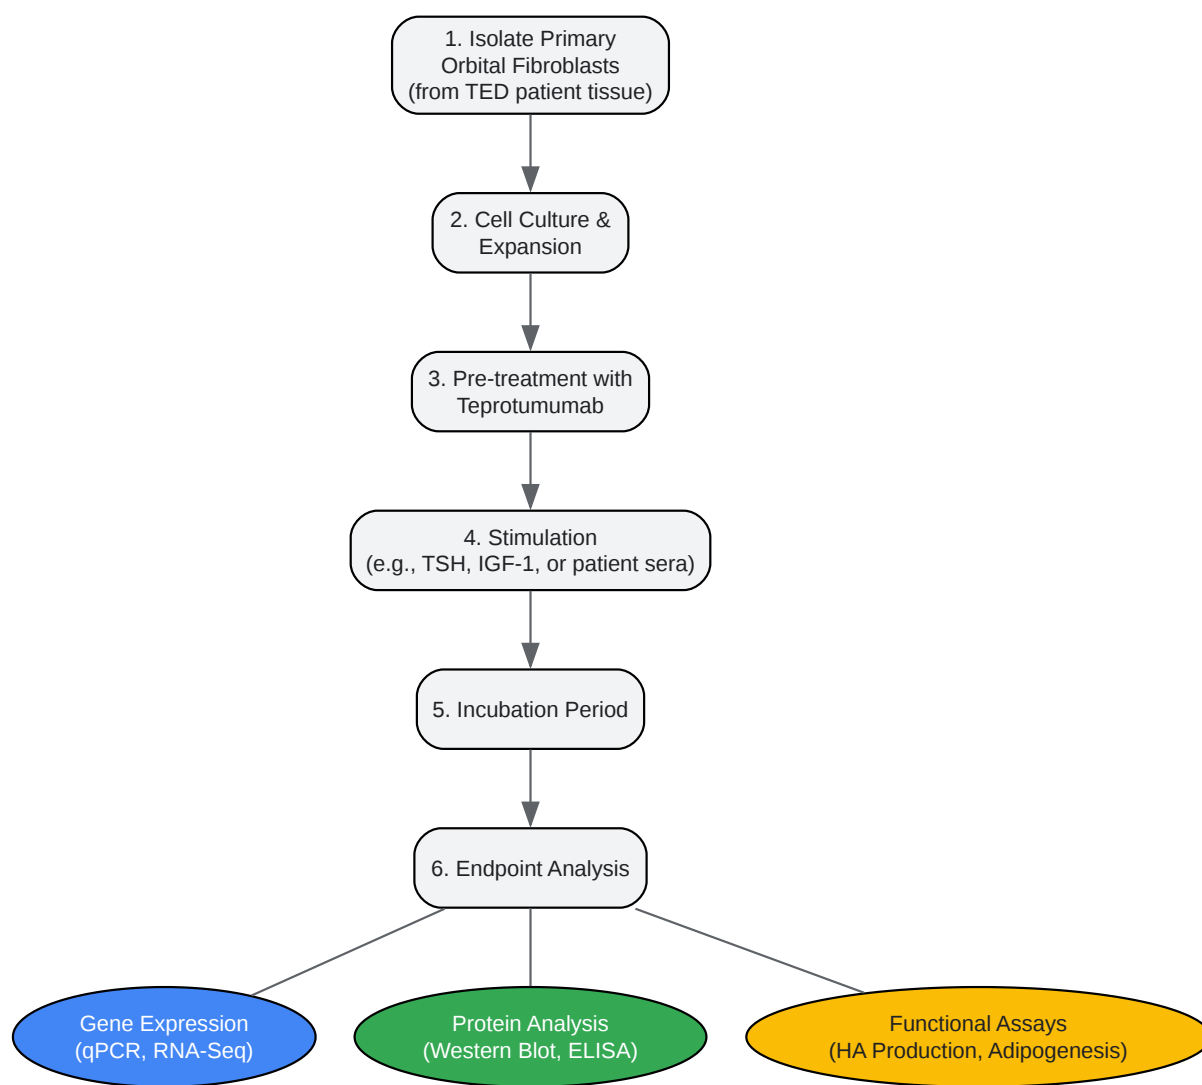 1. Isolate Primary
Orbital Fibroblasts
(from TED patient tissue)
2. Cell Culture &
Expansion
3. Pre-treatment with
Teprotumumab
4. Stimulation
(e.g., TSH, IGF-1, or patient sera)
5. Incubation Period
6. Endpoint Analysis
Gene Expression
(qPCR, RNA-Seq)
Protein Analysis
(Western Blot, ELISA)
Functional Assays
(HA Production, Adipogenesis)